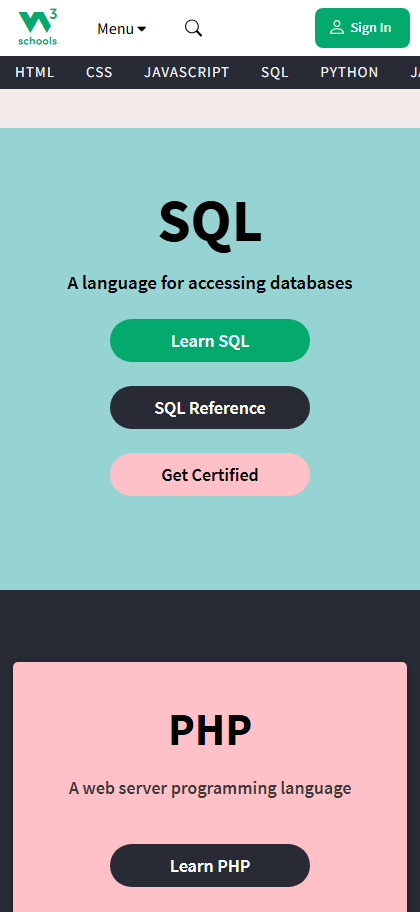 W3 schools
Menu
Sign In
HTML CSS JAVASCRIPT SQL PYTHON
SQL
A language for accessing databases
Learn SQL
SQL Reference
Get Certified
PHP
A web server programming language
Learn PHP